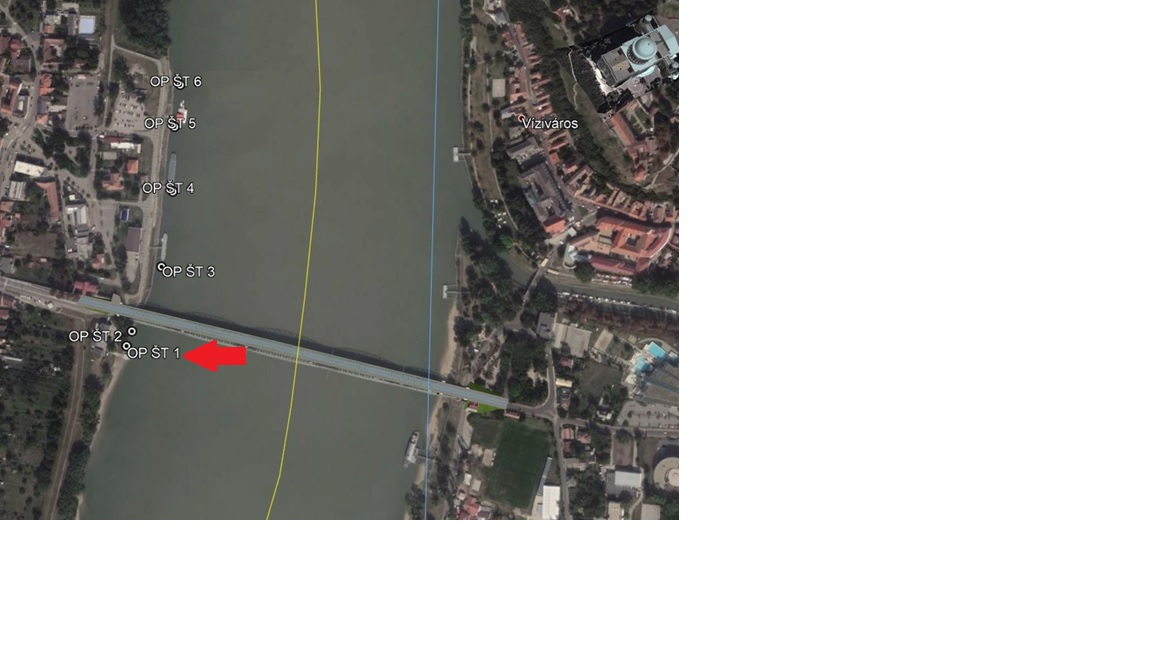 OP ŠT 6
OP ŠT 5
Víziváros
OP ŠT 4
OP ŠT 3
OP ŠT 2
OP ŠT 1